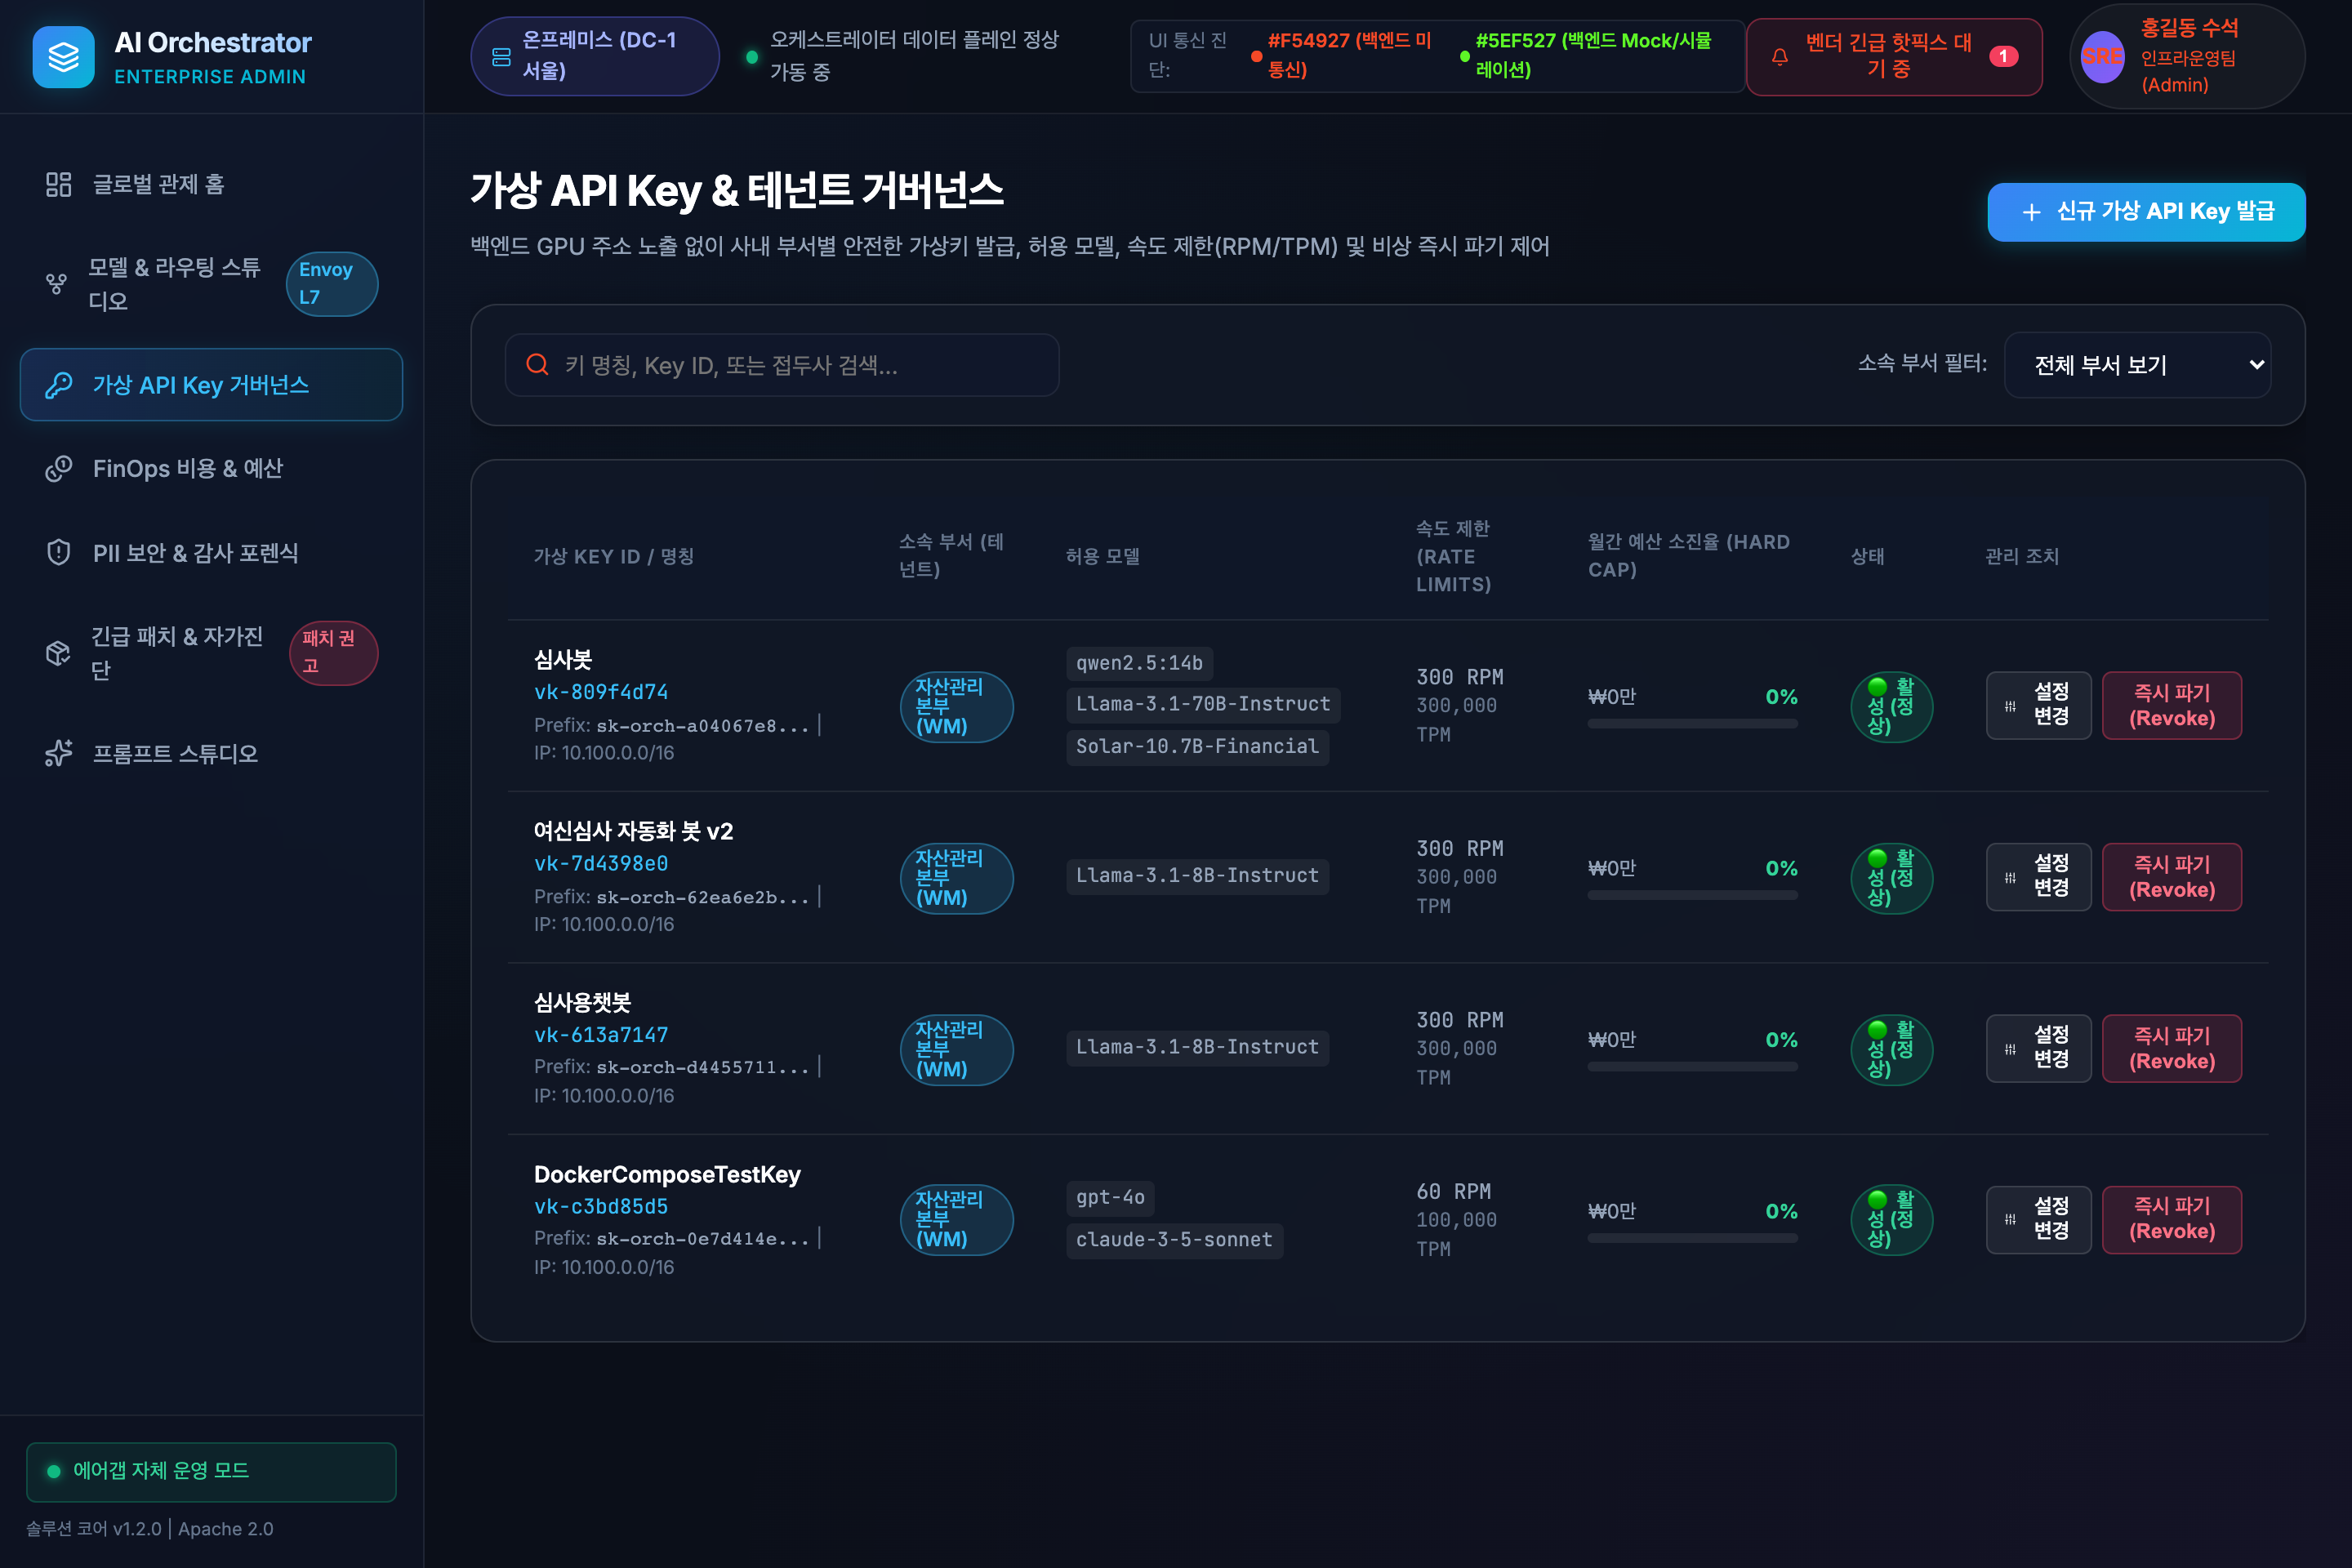 AI Orchestrator
ENTERPRISE ADMIN
글로벌 관제 홈
모델 & 라우팅 스튜
디오
Envoy
L7
가상 API Key 거버넌스
FinOps 비용 & 예산
PII 보안 & 감사 포렌식
긴급 패치 & 자가진
단
패치 권
고
프롬프트 스튜디오
에어갭 자체 운영 모드
솔루션 코어 v1.2.0 | Apache 2.0
온프레미스 (DC-1
서울)
오케스트레이터 데이터 플레인 정상
가동 중
UI 통신 진
단:
#F54927 (백엔드 미
통신)
#5EF527 (백엔드 Mock/시뮬
레이션)
벤더 긴급 핫픽스 대
기 중
1
SRE
홍길동 수석
인프라운영팀
(Admin)
가상 API Key & 테넌트 거버넌스
백엔드 GPU 주소 노출 없이 사내 부서별 안전한 가상키 발급, 허용 모델, 속도 제한(RPM/TPM) 및 비상 즉시 파기 제어
신규 가상 API Key 발급
키 명칭, Key ID, 또는 접두사 검색...
소속 부서 필터:
전체 부서 보기
가상 KEY ID / 명칭
소속 부서 (테
넌트)
허용 모델
속도 제한
(RATE
LIMITS)
월간 예산 소진율 (HARD
CAP)
상태
관리 조치
심사봇
vk-809f4d74
Prefix: sk-orch-a04067e8... |
IP: 10.100.0.0/16
자산관리
본부
(WM)
qwen2.5:14b
Llama-3.1-70B-Instruct
Solar-10.7B-Financial
300 RPM
300,000
TPM
₩0만
0%
활
성 (정
상)
설정
변경
즉시 파기
(Revoke)
여신심사 자동화 봇 v2
vk-7d4398e0
Prefix: sk-orch-62ea6e2b... |
IP: 10.100.0.0/16
자산관리
본부
(WM)
Llama-3.1-8B-Instruct
300 RPM
300,000
TPM
₩0만
0%
활
성 (정
상)
설정
변경
즉시 파기
(Revoke)
심사용챗봇
vk-613a7147
Prefix: sk-orch-d4455711... |
IP: 10.100.0.0/16
자산관리
본부
(WM)
Llama-3.1-8B-Instruct
300 RPM
300,000
TPM
₩0만
0%
활
성 (정
상)
설정
변경
즉시 파기
(Revoke)
DockerComposeTestKey
vk-c3bd85d5
Prefix: sk-orch-0e7d414e... |
IP: 10.100.0.0/16
자산관리
본부
(WM)
gpt-4o
claude-3-5-sonnet
60 RPM
100,000
TPM
₩0만
0%
활
성 (정
상)
설정
변경
즉시 파기
(Revoke)